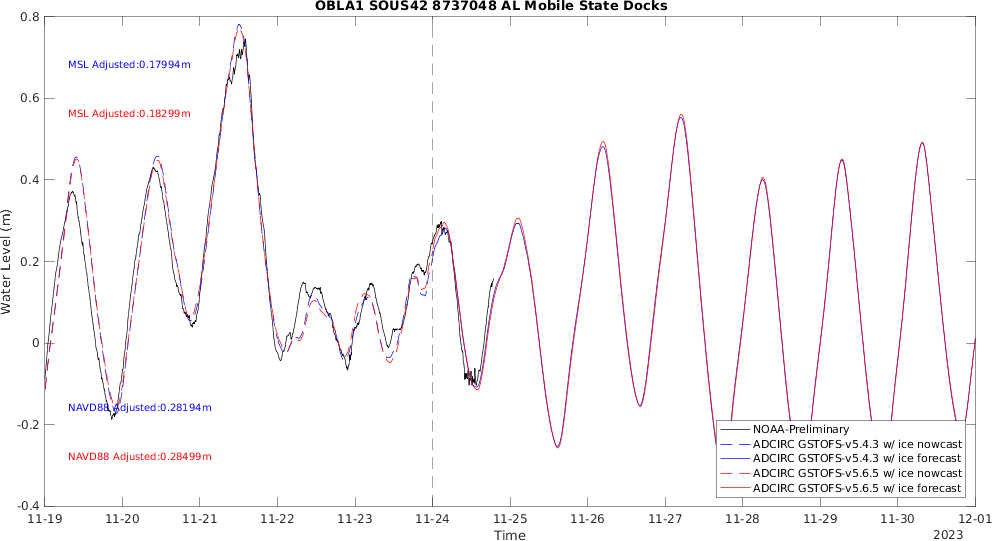 OBLA1 SOUS42 8737048 AL Mobile State Docks
MSL Adjusted:0.17994m
MSL Adjusted:0.18299m
NAVD88 Adjusted:0.28194m
NAVD88 Adjusted:0.28499m
Water Level (m)
0.8
0.6
0.4
0.2
0
-0.2
-0.4
NOAA-Preliminary
ADCIRC GSTOFS-v5.4.3 w/ ice nowcast
ADCIRC GSTOFS-v5.4.3 w/ ice forecast
ADCIRC GSTOFS-v5.6.5 w/ ice nowcast
ADCIRC GSTOFS-v5.6.5 w/ ice forecast
11-19 11-20 11-21 11-22 11-23 11-24 11-25 11-26 11-27 11-28 11-29 11-30 12-01
Time
2023